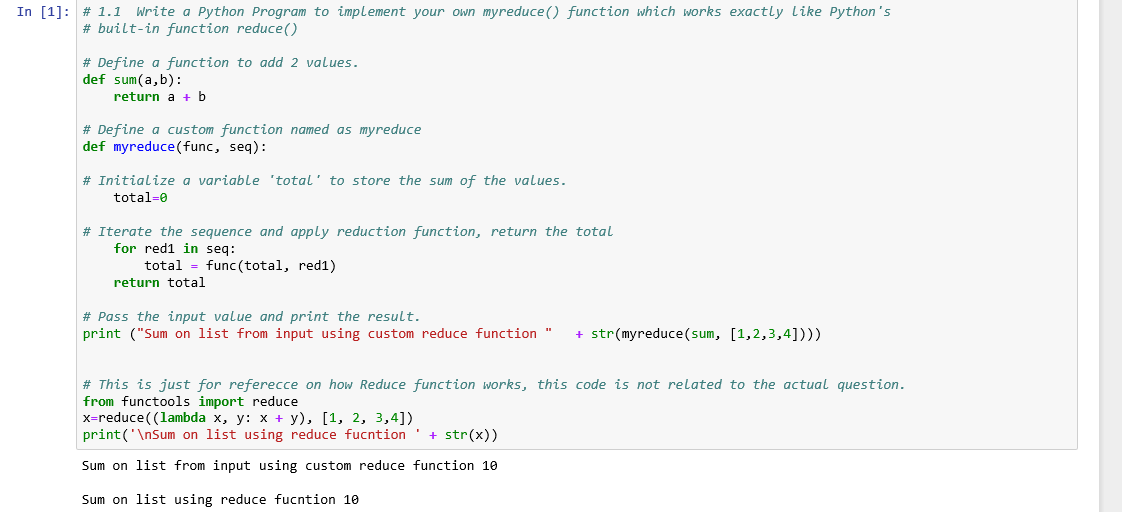 In [1]: # 1.1  Write a Python Program to implement your own myreduce() function which works exactly like Python's
# built-in function reduce()
# Define a function to add 2 values.
def sum(a,b):
    return a + b
# Define a custom function named as myreduce
def myreduce(func, seq):
# Initialize a variable 'total' to store the sum of the values.
    total=0
# Iterate the sequence and apply reduction function, return the total
    for red1 in seq:
        total = func(total, red1)
    return total
# Pass the input value and print the result.
print ("Sum on list from input using custom reduce function "   + str(myreduce(sum, [1,2,3,4])))
# This is just for referecce on how Reduce function works, this code is not related to the actual question.
from functools import reduce
x=reduce((lambda x, y: x + y), [1, 2, 3,4])
print('\nSum on list using reduce fucntion ' + str(x))
Sum on list from input using custom reduce function 10
Sum on list using reduce fucntion 10